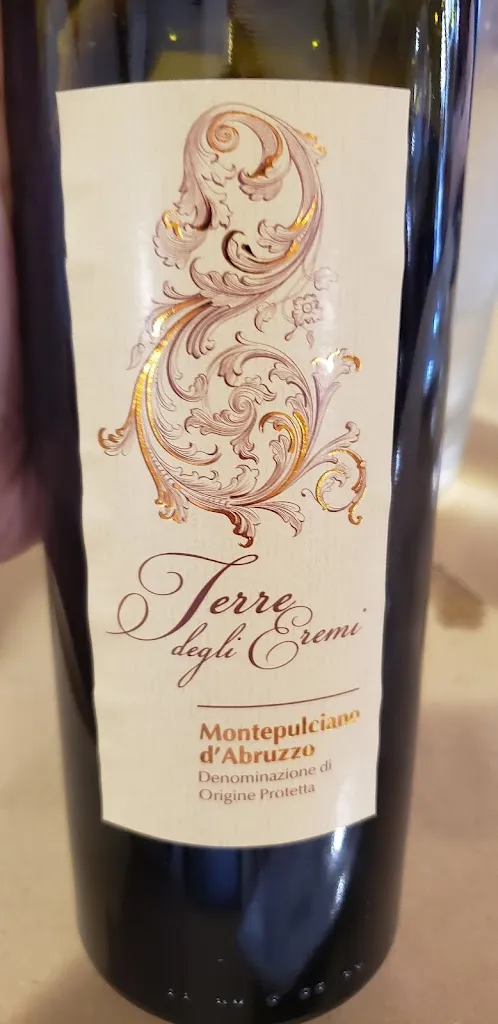 Terre
degli Eremi
Montepulciano
d'Abruzzo
Denominazione di
Origine Protetta